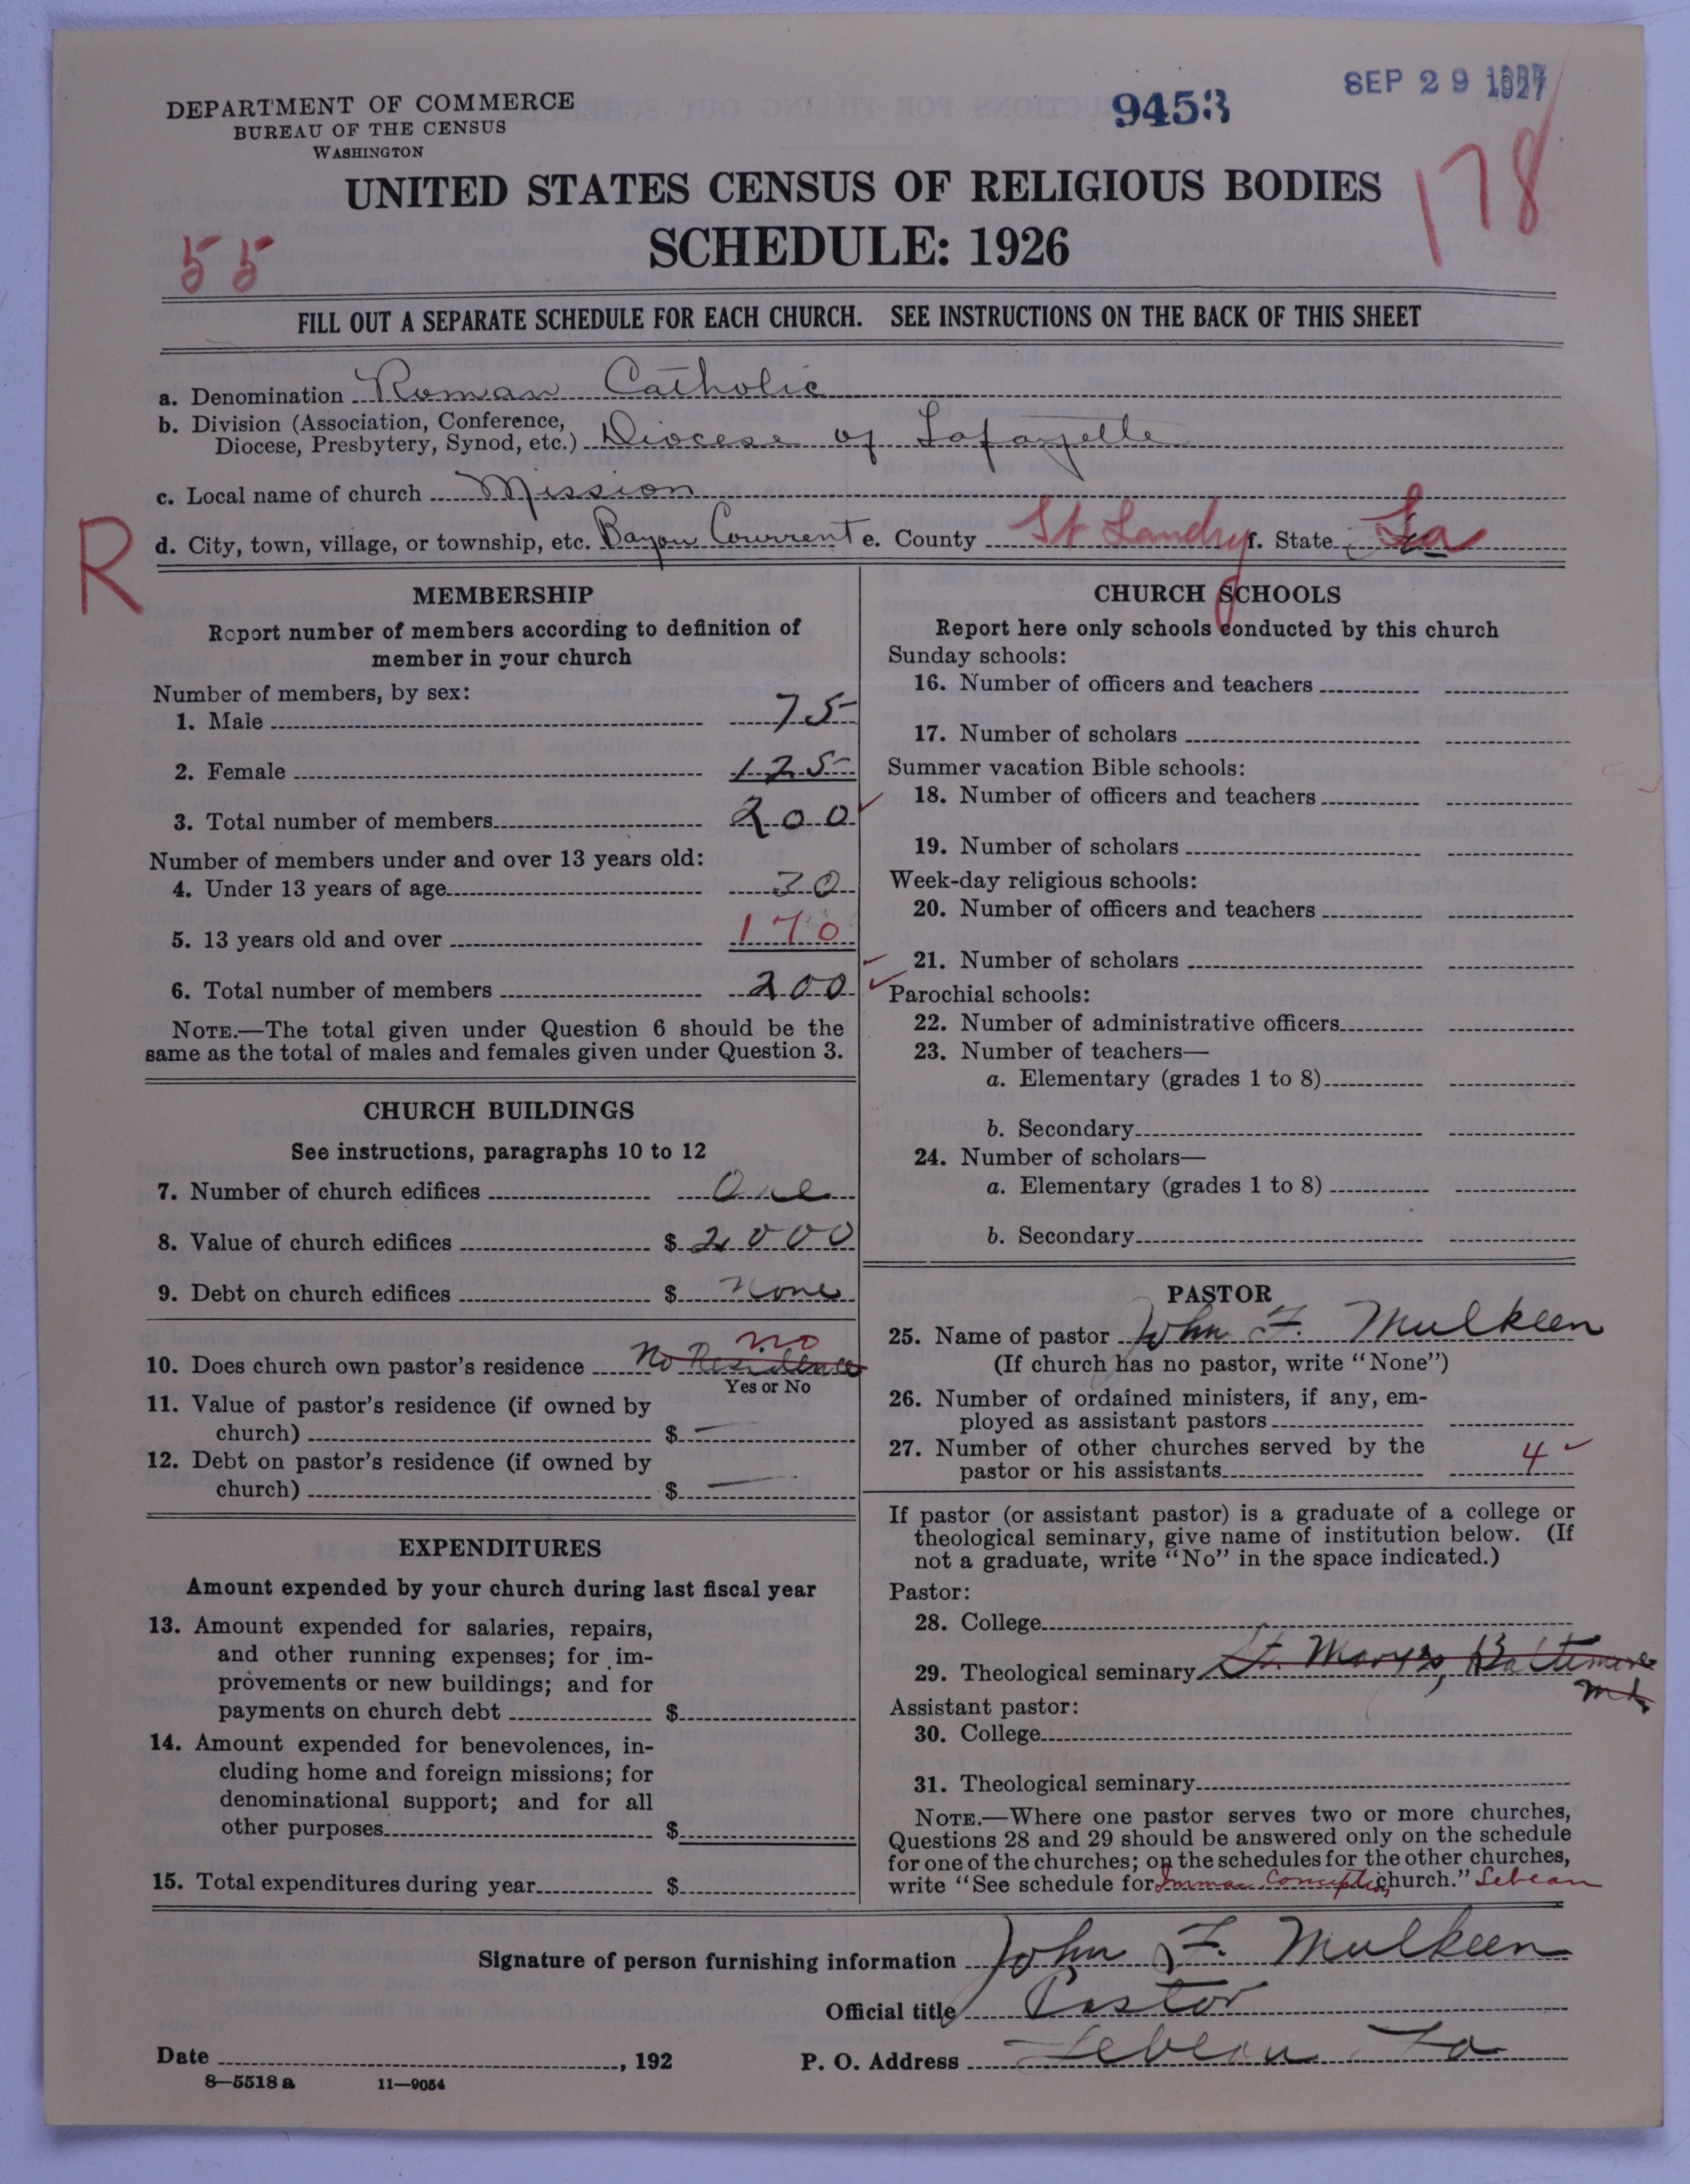 DEPARTMENT OF COMMERCE
BUREAU OF THE CENSUS
WASHINGTON
9453
SEP 29 1927
178
UNITED STATES CENSUS OF RELIGIOUS BODIES
SCHEDULE: 1926
55
FILL OUT A SEPARATE SCHEDULE FOR EACH CHURCH. SEE INSTRUCTIONS ON THE BACK OF THIS SHEET
a. Denomination Roman Catholic
b. Division (Association, Conference,
Diocese, Presbytery, Synod, etc.) Diocese of Lafayette
c. Local name of church Mission
R
d. City, town, village, or township, etc. Bayou Courrent e. County St Landry f. State La
MEMBERSHIP
Report number of members according to definition of
member in your church
Number of members, by sex:
1. Male 75
2. Female 125
3. Total number of members 200
Number of members under and over 13 years old:
4. Under 13 years of age 30
5. 13 years old and over 170
6. Total number of members 200
NOTE.—The total given under Question 6 should be the
same as the total of males and females given under Question 3.
CHURCH BUILDINGS
See instructions, paragraphs 10 to 12
7. Number of church edifices One
8. Value of church edifices $ 2000
9. Debt on church edifices $ None
no
10. Does church own pastor's residence No Residence
Yes or No
11. Value of pastor's residence (if owned by
church) $ —
12. Debt on pastor's residence (if owned by
church) $ —
EXPENDITURES
Amount expended by your church during last fiscal year
13. Amount expended for salaries, repairs,
and other running expenses; for im-
provements or new buildings; and for
payments on church debt $
14. Amount expended for benevolences, in-
cluding home and foreign missions; for
denominational support; and for all
other purposes $
15. Total expenditures during year $
CHURCH SCHOOLS
Report here only schools conducted by this church
Sunday schools:
16. Number of officers and teachers
17. Number of scholars
Summer vacation Bible schools:
18. Number of officers and teachers
19. Number of scholars
Week-day religious schools:
20. Number of officers and teachers
21. Number of scholars
Parochial schools:
22. Number of administrative officers
23. Number of teachers—
a. Elementary (grades 1 to 8)
b. Secondary
24. Number of scholars—
a. Elementary (grades 1 to 8)
b. Secondary
PASTOR
25. Name of pastor John F. Mulkeen
(If church has no pastor, write "None")
26. Number of ordained ministers, if any, em-
ployed as assistant pastors
27. Number of other churches served by the
pastor or his assistants 4
If pastor (or assistant pastor) is a graduate of a college or
theological seminary, give name of institution below. (If
not a graduate, write "No" in the space indicated.)
Pastor:
28. College
29. Theological seminary St. Mary's, Baltimore
Md.
Assistant pastor:
30. College
31. Theological seminary
NOTE.—Where one pastor serves two or more churches,
Questions 28 and 29 should be answered only on the schedule
for one of the churches; on the schedules for the other churches,
write "See schedule for Immac Conception church." Lebeau
Signature of person furnishing information John F. Mulkeen
Official title Pastor
Date , 192
P. O. Address Lebeau La
8—5518 a 11—9054